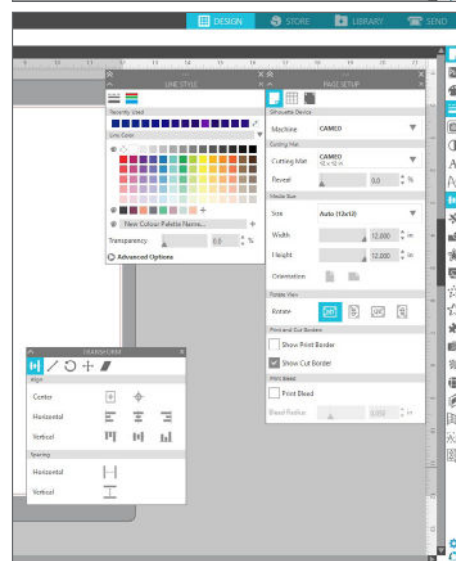 DESIGN
STORE
LIBRARY
SEND
LINE STYLE
Recently Used
Line Color
New Colour Palette Name...
Transparency 0.0 %
Advanced Options
PAGE SETUP
Silhouette Device
Machine CAMEO
Cutting Mat
Cutting Mat CAMEO
12 x 12 in
Reveal 0.0 %
Media Size
Size Auto (12x12)
Width 12.000 in
Height 12.000 in
Orientation
Rotate View
Rotate
Print and Cut Borders
Show Print Border
Show Cut Border
Print Bleed
Print Bleed
Bleed Radius 0.050 in
TRANSFORM
Align
Center
Horizontal
Vertical
Spacing
Horizontal
Vertical